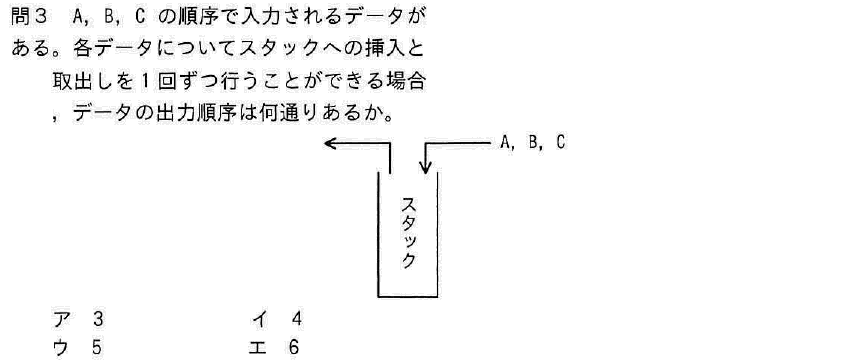 問３　A, B, C の順序で入力されるデータが
ある。各データについてスタックへの挿入と
取出しを１回ずつ行うことができる場合
，データの出力順序は何通りあるか。
A, B, C
スタック
ア　3　イ　4
ウ　5　エ　6